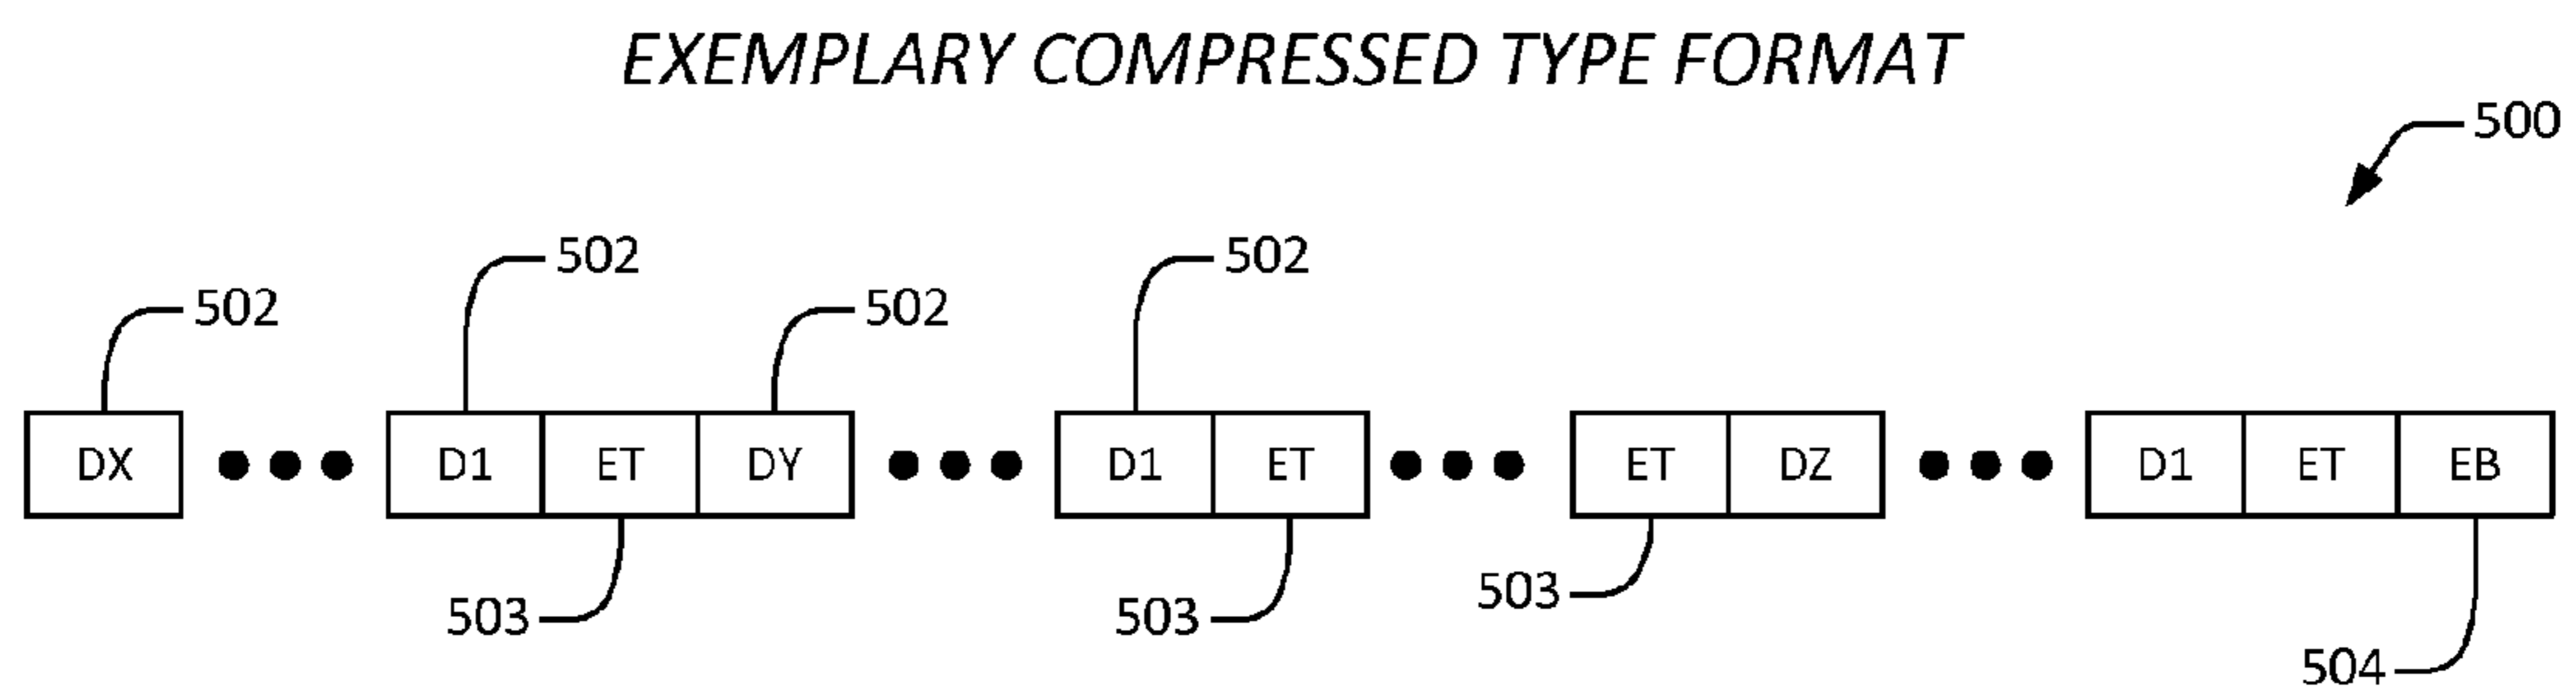 EXEMPLARY COMPRESSED TYPE FORMAT
500
502 502
502 502
DX D1 ET DY D1 ET ET DZ D1 ET EB
503 503 503
504